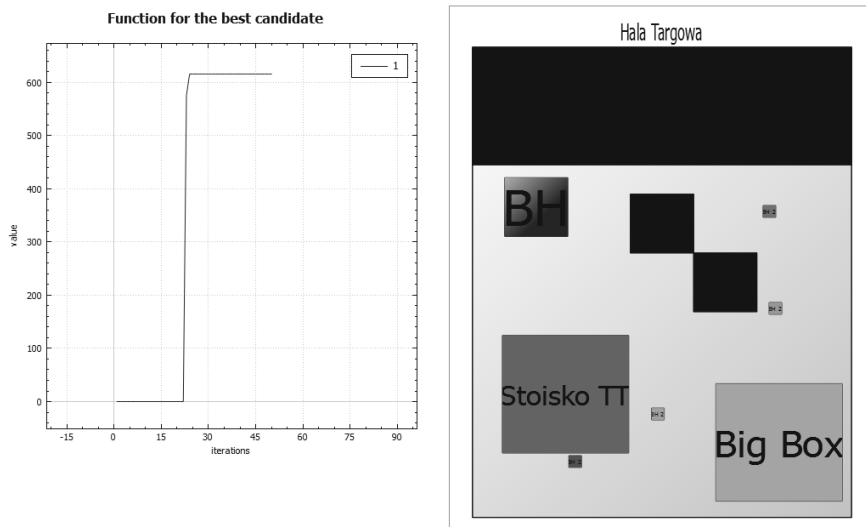 Function for the best candidate
1
600
500
400
300
200
100
0
value
-15 0 15 30 45 60 75 90
iterations
Hala Targowa
BH
BH 2
BH 2
Stoisko TT
BH 2
Big Box
BH 2